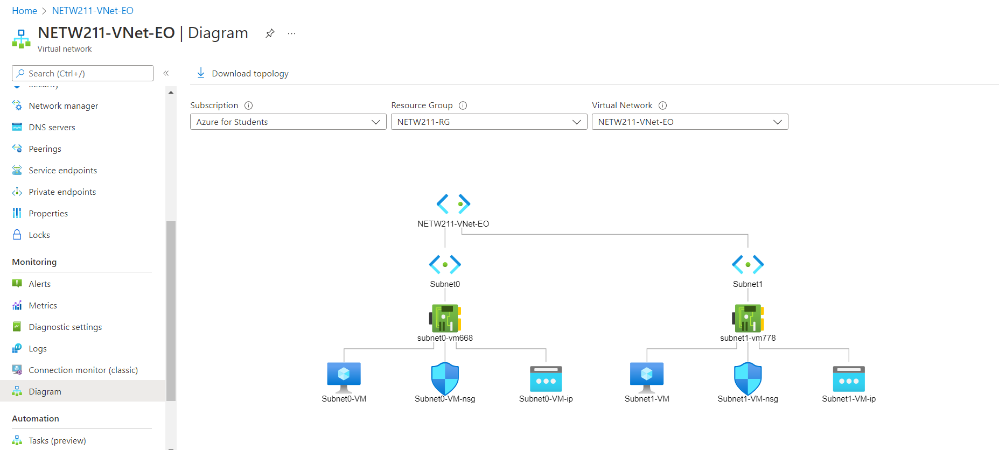 Home > NETW211-VNet-EO
NETW211-VNet-EO | Diagram ...
Virtual network
Search (Ctrl+/) «
Download topology
Security
Network manager
DNS servers
Peerings
Service endpoints
Private endpoints
Properties
Locks
Monitoring
Alerts
Metrics
Diagnostic settings
Logs
Connection monitor (classic)
Diagram
Automation
Tasks (preview)
Subscription Resource Group Virtual Network
Azure for Students NETW211-RG NETW211-VNet-EO
NETW211-VNet-EO
Subnet0 Subnet1
subnet0-vm668 subnet1-vm778
Subnet0-VM Subnet0-VM-nsg Subnet0-VM-ip Subnet1-VM Subnet1-VM-nsg Subnet1-VM-ip